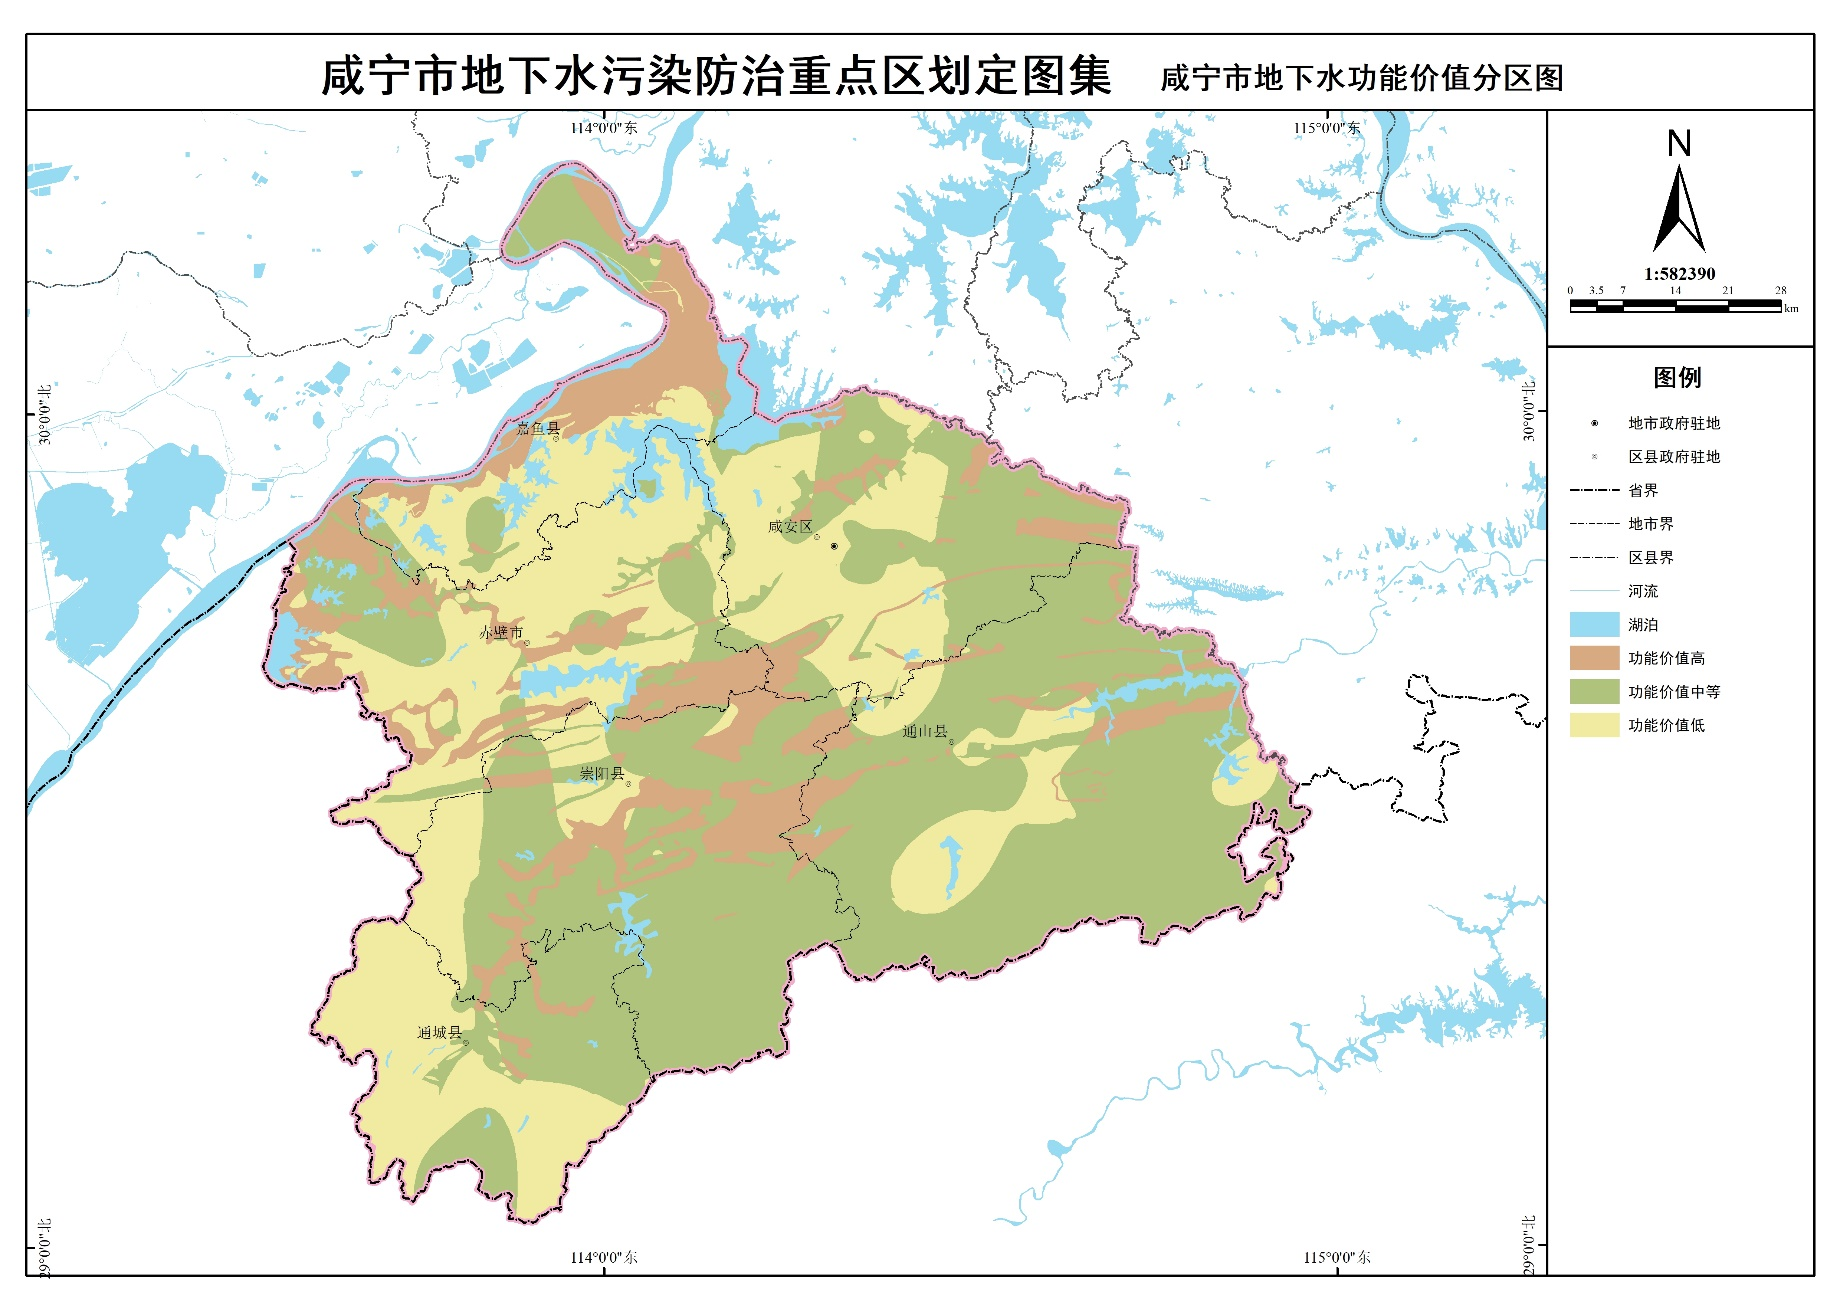 咸宁市地下水污染防治重点区划定图集 咸宁市地下水功能价值分区图
114°0'0"东
115°0'0"东
30°0'0"北
30°0'0"北
嘉鱼县
咸安区
赤壁市
通山县
崇阳县
通城县
29°0'0"北
29°0'0"北
114°0'0"东
115°0'0"东
N
1:582390
0 3.5 7 14 21 28
km
图例
地市政府驻地
区县政府驻地
省界
地市界
区县界
河流
湖泊
功能价值高
功能价值中等
功能价值低